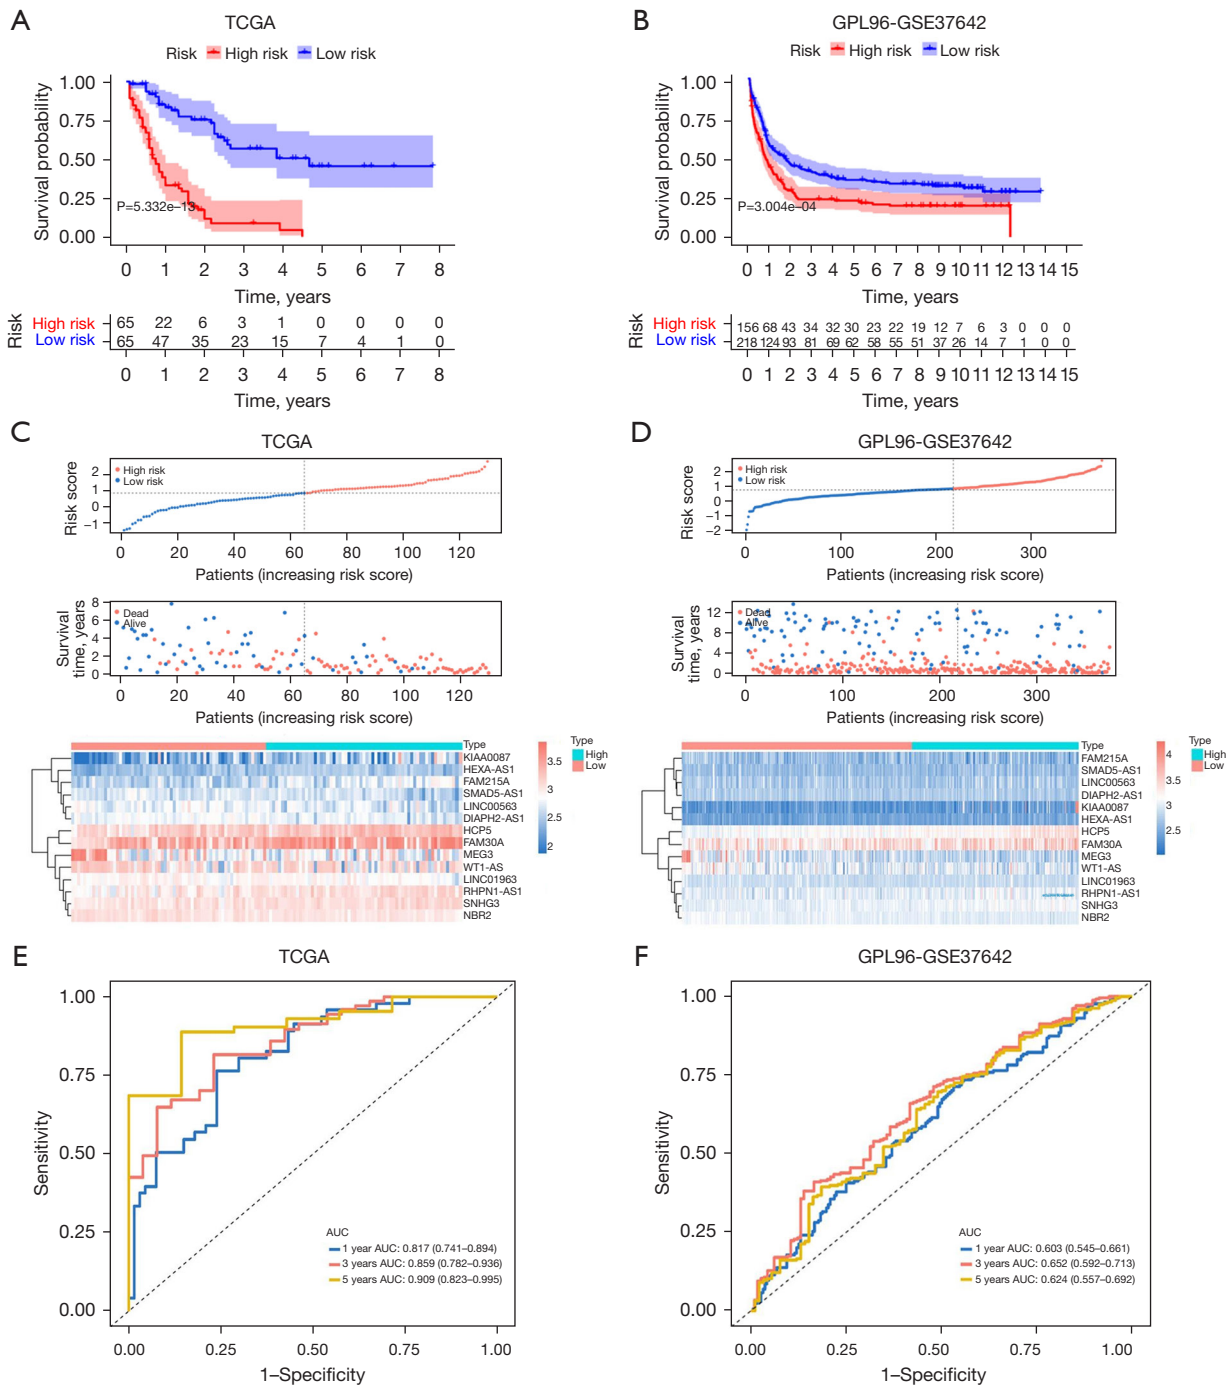 A
TCGA
Risk High risk Low risk
Survival probability
1.00
0.75
0.50
0.25
0.00
P=5.332e–13
0 1 2 3 4 5 6 7 8
Time, years
Risk
High risk 65 22 6 3 1 0 0 0 0
Low risk 65 47 35 23 15 7 4 1 0
0 1 2 3 4 5 6 7 8
Time, years
B
GPL96-GSE37642
Risk High risk Low risk
Survival probability
1.00
0.75
0.50
0.25
0.00
P=3.004e–04
0 1 2 3 4 5 6 7 8 9 10 11 12 13 14 15
Time, years
Risk
High risk 156 68 43 34 32 30 23 22 19 12 7 6 3 0 0 0
Low risk 218 124 93 81 69 62 58 55 51 37 26 14 7 1 0 0
0 1 2 3 4 5 6 7 8 9 10 11 12 13 14 15
Time, years
C
TCGA
Risk score
2
1
0
−1
High risk
Low risk
0 20 40 60 80 100 120
Patients (increasing risk score)
Survival
time, years
8
6
4
2
0
Dead
Alive
0 20 40 60 80 100 120
Patients (increasing risk score)
Type
KIAA0087
HEXA-AS1
FAM215A
SMAD5-AS1
LINC00563
DIAPH2-AS1
HCP5
FAM30A
MEG3
WT1-AS
LINC01963
RHPN1-AS1
SNHG3
NBR2
3.5
3
2.5
2
Type
High
Low
D
GPL96-GSE37642
Risk score
2
1
0
−1
−2
High risk
Low risk
0 100 200 300
Patients (increasing risk score)
Survival
time, years
12
8
4
0
Dead
Alive
0 100 200 300
Patients (increasing risk score)
Type
FAM215A
SMAD5-AS1
LINC00563
DIAPH2-AS1
KIAA0087
HEXA-AS1
HCP5
FAM30A
MEG3
WT1-AS
LINC01963
RHPN1-AS1
SNHG3
NBR2
4
3.5
3
2.5
Type
High
Low
E
TCGA
Sensitivity
1.00
0.75
0.50
0.25
0.00
AUC
1 year AUC: 0.817 (0.741–0.894)
3 years AUC: 0.859 (0.782–0.936)
5 years AUC: 0.909 (0.823–0.995)
0.00 0.25 0.50 0.75 1.00
1–Specificity
F
GPL96-GSE37642
Sensitivity
1.00
0.75
0.50
0.25
0.00
AUC
1 year AUC: 0.603 (0.545–0.661)
3 years AUC: 0.652 (0.592–0.713)
5 years AUC: 0.624 (0.557–0.692)
0.00 0.25 0.50 0.75 1.00
1–Specificity